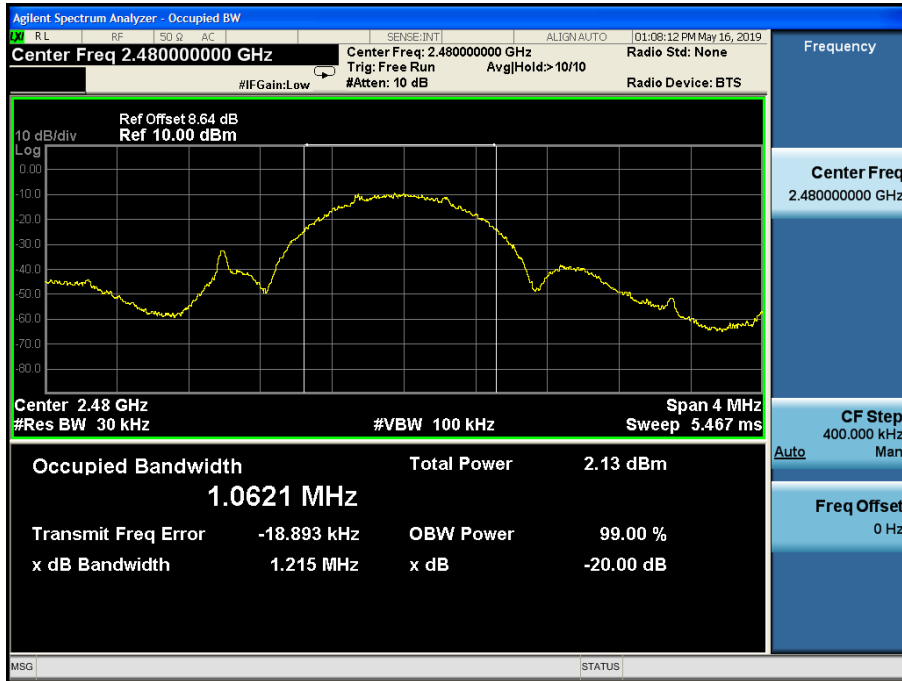 Agilent Spectrum Analyzer - Occupied BW
LXI RL RF 50 Ω AC SENSE:INT ALIGN AUTO 01:08:12 PM May 16, 2019
Center Freq 2.480000000 GHz
Center Freq: 2.480000000 GHz
Radio Std: None
Trig: Free Run Avg|Hold:>10/10
#IFGain:Low
#Atten: 10 dB
Radio Device: BTS
Frequency
Ref Offset 8.64 dB
10 dB/div Ref 10.00 dBm
Log
0.00
-10.0
-20.0
-30.0
-40.0
-50.0
-60.0
-70.0
-80.0
Center 2.48 GHz Span 4 MHz
#Res BW 30 kHz #VBW 100 kHz Sweep 5.467 ms
Occupied Bandwidth Total Power 2.13 dBm
1.0621 MHz
Transmit Freq Error -18.893 kHz OBW Power 99.00 %
x dB Bandwidth 1.215 MHz x dB -20.00 dB
Center Freq
2.480000000 GHz
CF Step
400.000 kHz
Auto Man
Freq Offset
0 Hz
MSG STATUS